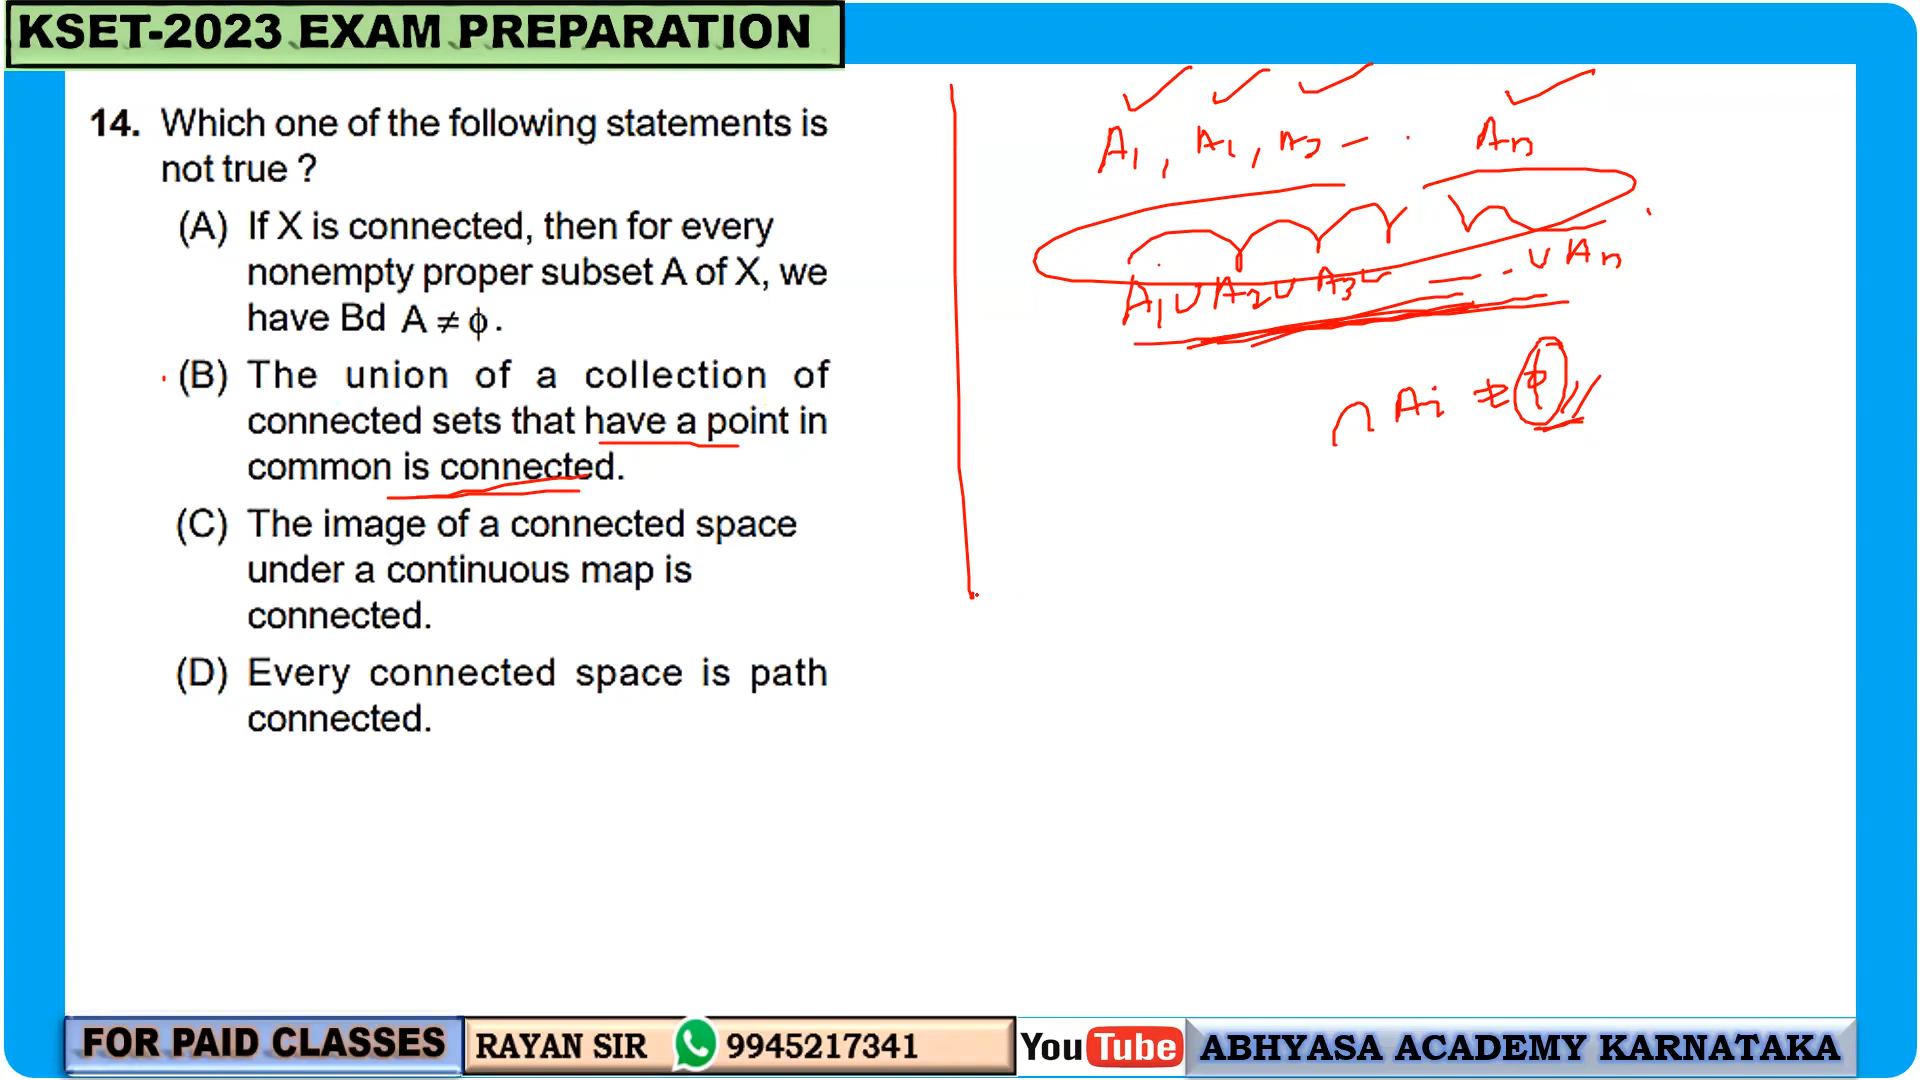 KSET-2023 EXAM PREPARATION
14. Which one of the following statements is
not true ?
(A) If X is connected, then for every
nonempty proper subset A of X, we
have Bd A ≠ ϕ.
(B) The union of a collection of
connected sets that have a point in
common is connected.
(C) The image of a connected space
under a continuous map is
connected.
(D) Every connected space is path
connected.
A₁, A₂, A₃ – . Aₙ
A₁ ∪ A₂ ∪ A₃ ∪ – – . ∪ Aₙ
∩ Aᵢ ≠ ϕ
FOR PAID CLASSES
RAYAN SIR 9945217341
YouTube ABHYASA ACADEMY KARNATAKA